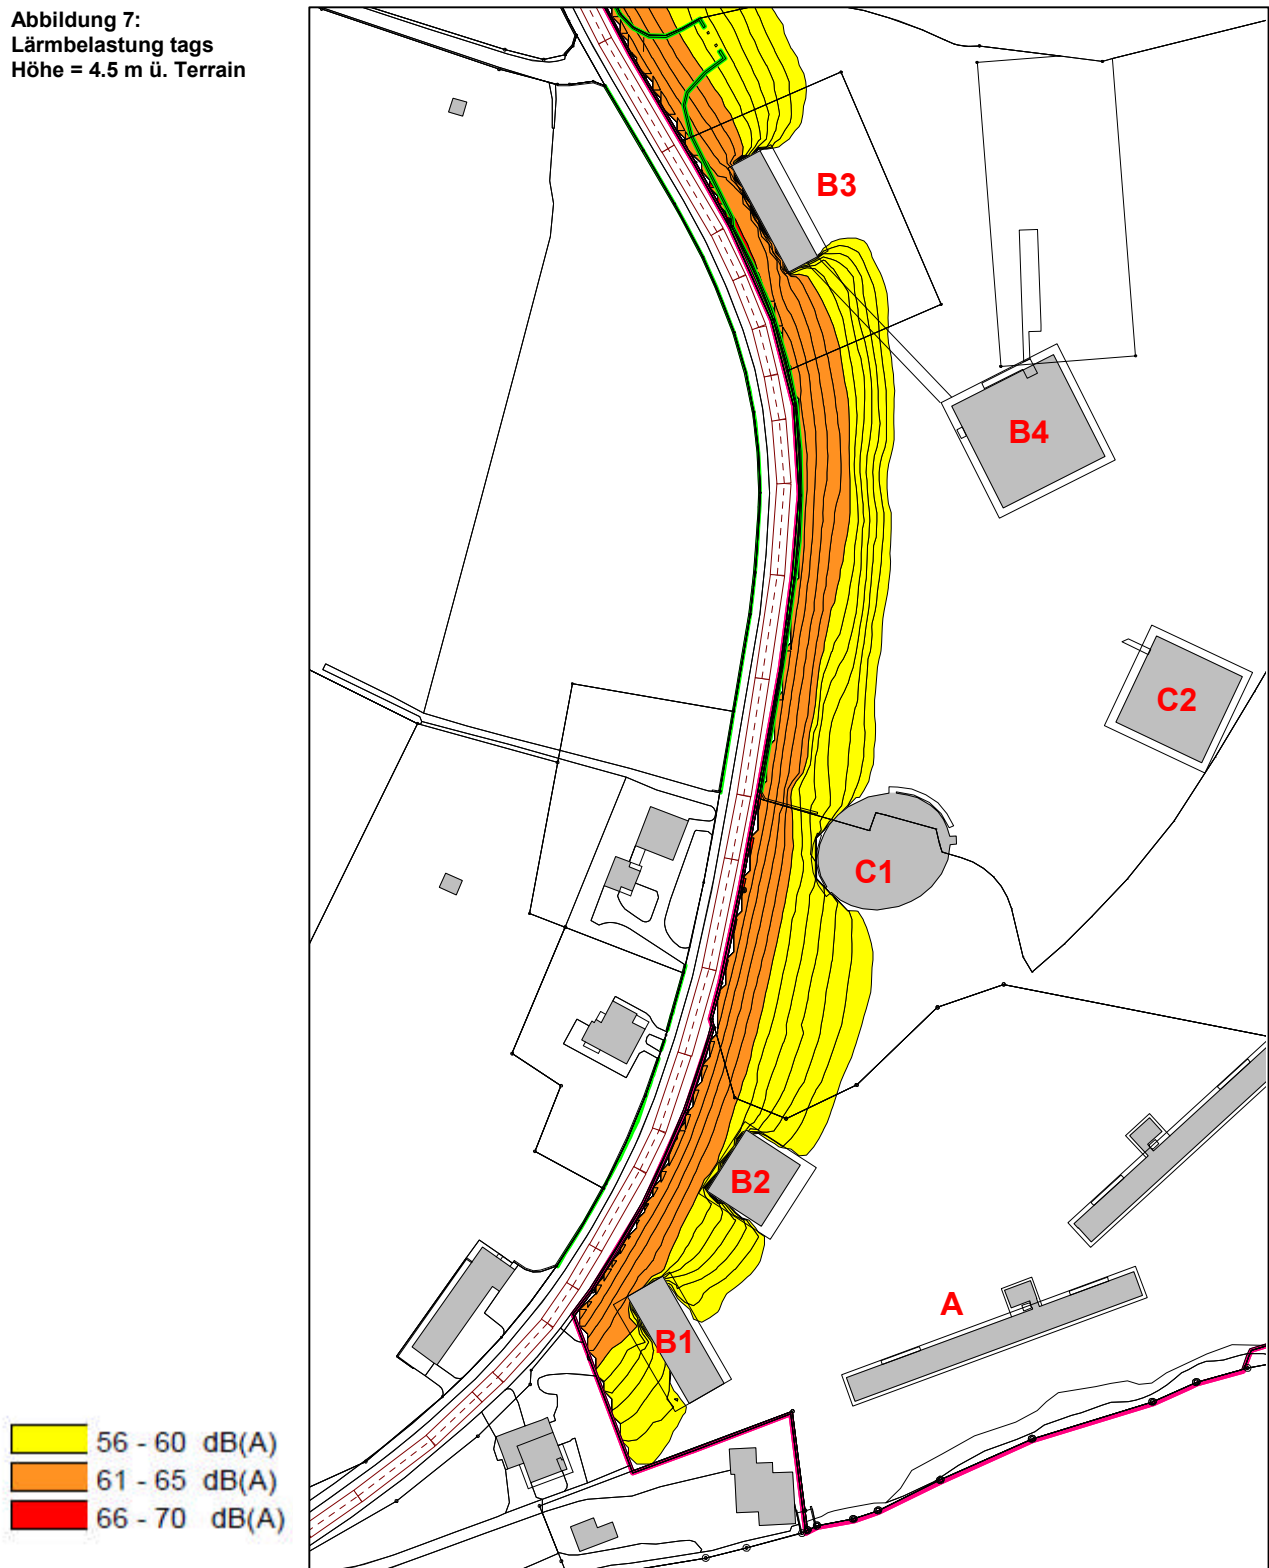 Abbildung 7:
Lärmbelastung tags
Höhe = 4.5 m ü. Terrain
B3
B4
C2
C1
B2
A
B1
56 - 60 dB(A)
61 - 65 dB(A)
66 - 70 dB(A)